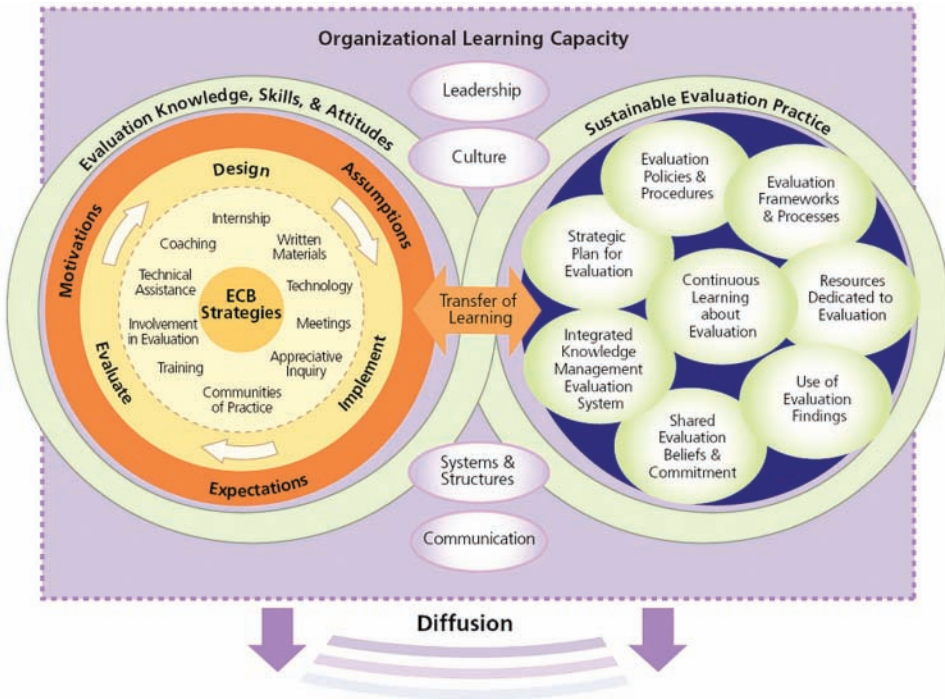 Organizational Learning Capacity
Leadership
Culture
Evaluation Knowledge, Skills, & Attitudes
Motivations
Assumptions
Expectations
Design
Implement
Evaluate
Internship
Coaching
Written
Materials
Technical
Assistance
Technology
ECB
Strategies
Involvement
in Evaluation
Meetings
Training
Appreciative
Inquiry
Communities
of Practice
Transfer of
Learning
Sustainable Evaluation Practice
Evaluation
Policies &
Procedures
Evaluation
Frameworks
& Processes
Strategic
Plan for
Evaluation
Continuous
Learning
about
Evaluation
Resources
Dedicated to
Evaluation
Integrated
Knowledge
Management
Evaluation
System
Use of
Evaluation
Findings
Shared
Evaluation
Beliefs &
Commitment
Systems &
Structures
Communication
Diffusion